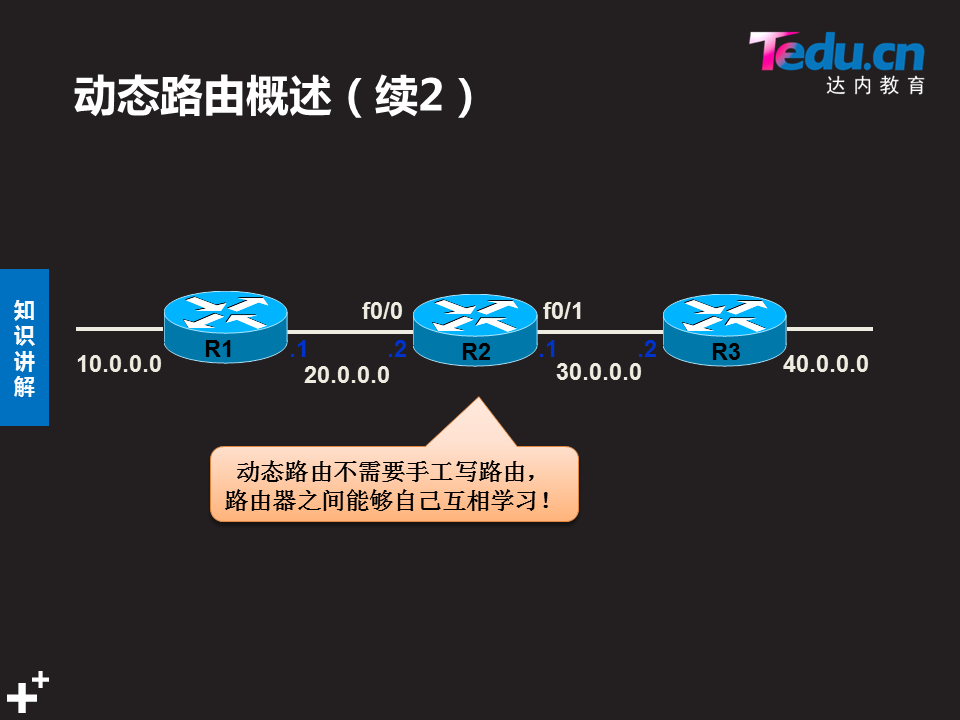 Tedu.cn
达内教育
动态路由概述（续2）
知
识
讲
解
f0/0
f0/1
R1
.1
.2
R2
.1
.2
R3
10.0.0.0
20.0.0.0
30.0.0.0
40.0.0.0
动态路由不需要手工写路由，
路由器之间能够自己互相学习！